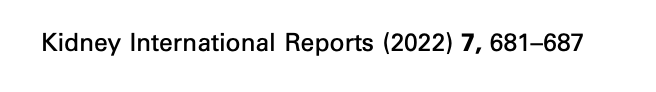 Kidney International Reports (2022) 7, 681–687